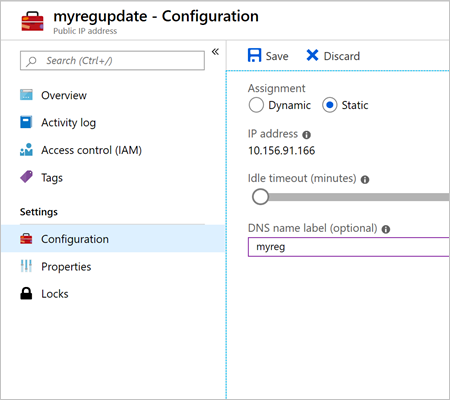 myregupdate - Configuration
Public IP address
Search (Ctrl+/)
«
Overview
Activity log
Access control (IAM)
Tags
Settings
Configuration
Properties
Locks
Save
Discard
Assignment
Dynamic
Static
IP address
10.156.91.166
Idle timeout (minutes)
DNS name label (optional)
myreg